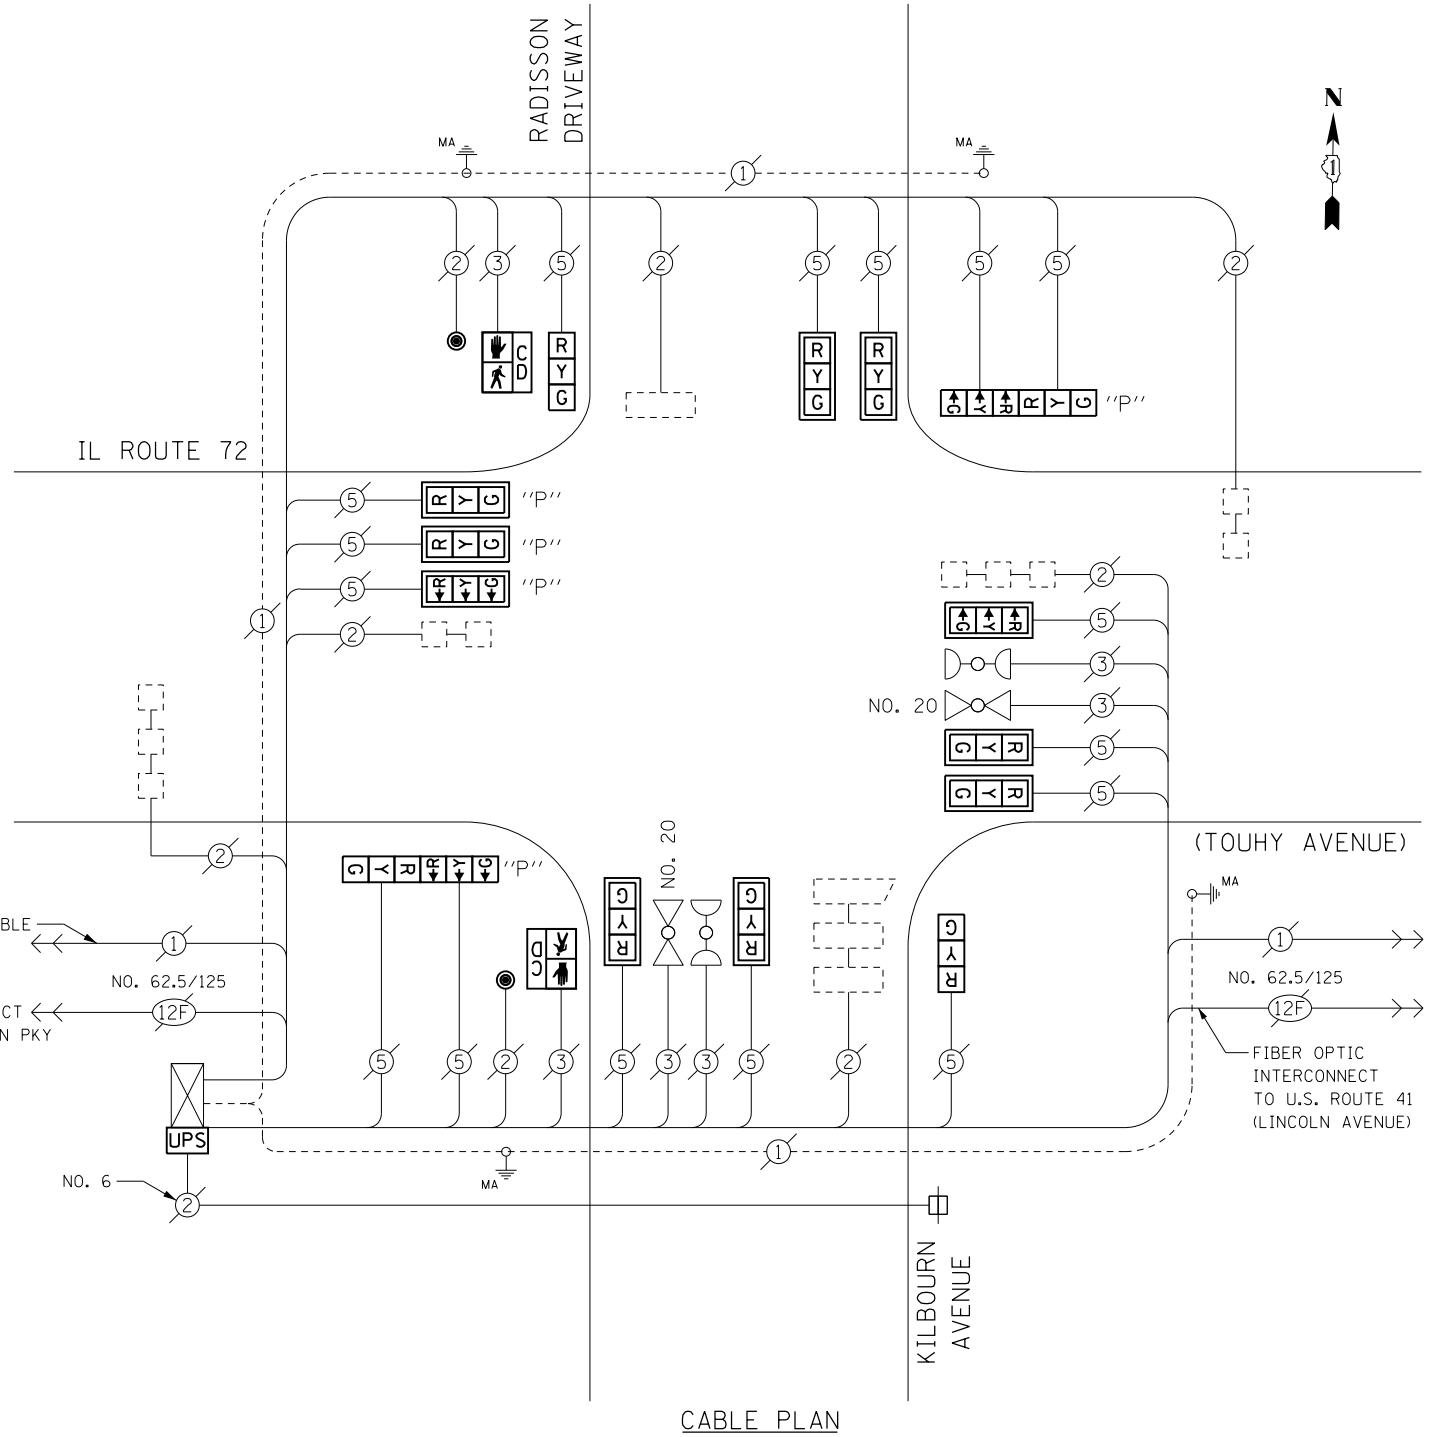 RADISSON
DRIVEWAY
N
1
MA
MA
1
2
3
5
2
5
5
5
5
2
C
D
R
Y
G
R
Y
G
R
Y
G
G Y R R Y G "P"
IL ROUTE 72
5
R Y G "P"
5
R Y G "P"
5
R Y G "P"
2
1
2
G Y R
5
3
NO. 20
3
G Y R
5
G Y R
5
(TOUHY AVENUE)
2
G Y R R Y G "P"
NO. 20
C
D
G
Y
R
G
Y
R
G
Y
R
MA
BLE
1
NO. 62.5/125
CT
N PKY
12F
1
NO. 62.5/125
12F
FIBER OPTIC
INTERCONNECT
TO U.S. ROUTE 41
(LINCOLN AVENUE)
5
5
2
3
5
3
3
5
2
5
UPS
1
MA
NO. 6
2
KILBOURN
AVENUE
CABLE PLAN